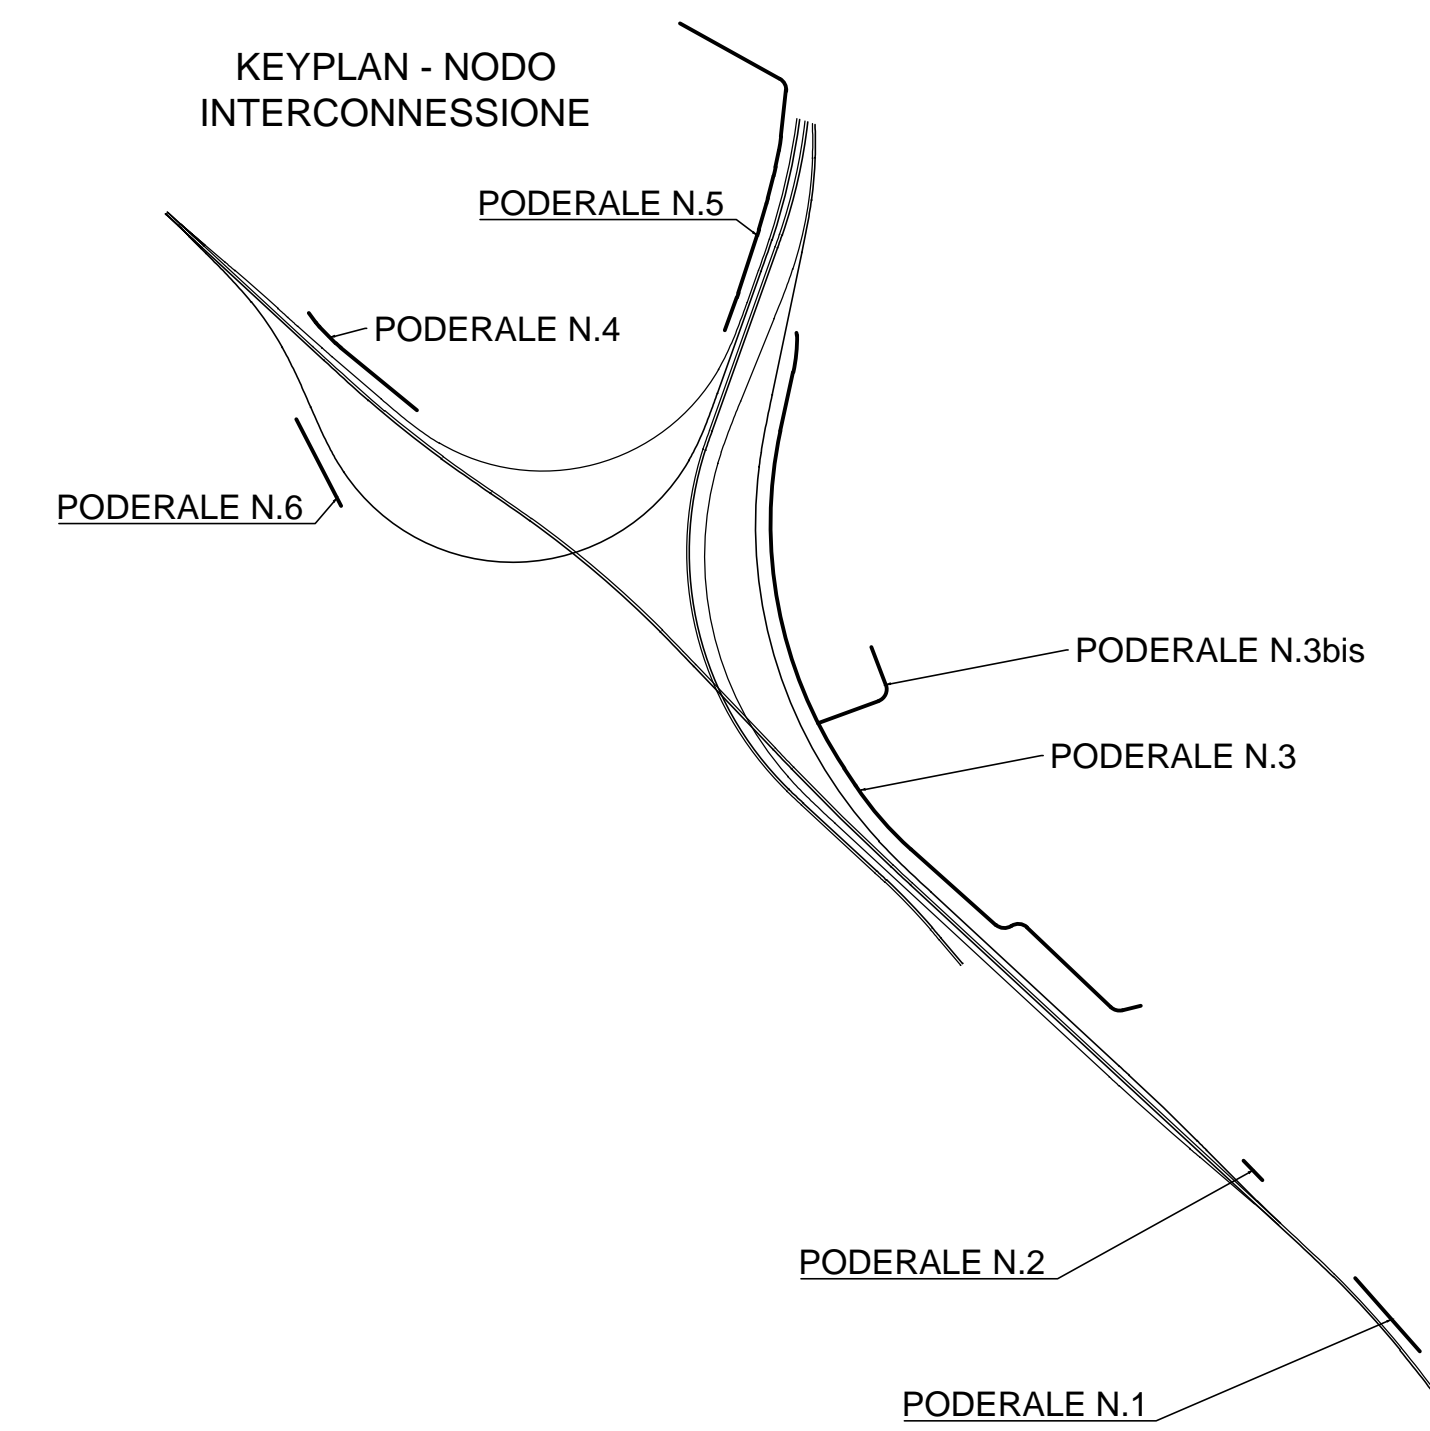 KEYPLAN - NODO
INTERCONNESSIONE
PODERALE N.5
PODERALE N.4
PODERALE N.6
PODERALE N.3bis
PODERALE N.3
PODERALE N.2
PODERALE N.1